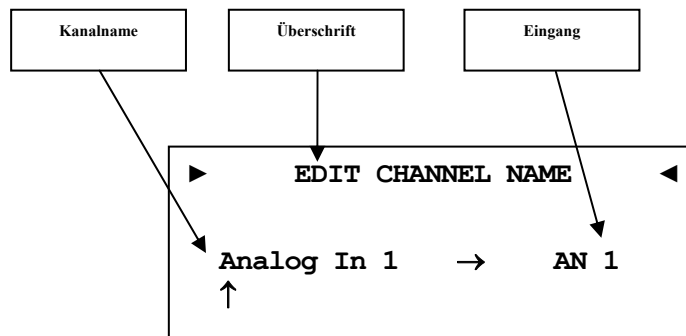 Kanalname Überschrift Eingang
► EDIT CHANNEL NAME ◄
Analog In 1 → AN 1
↑